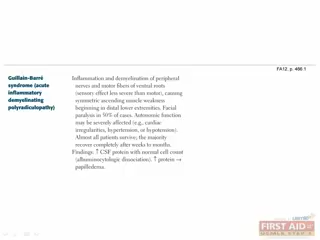 FA12, p. 466.1
Guillain-Barré
syndrome (acute
inflammatory
demyelinating
polyradiculopathy)
Inflammation and demyelination of peripheral
nerves and motor fibers of ventral roots
(sensory effect less severe than motor), causing
symmetric ascending muscle weakness
beginning in distal lower extremities. Facial
paralysis in 50% of cases. Autonomic function
may be severely affected (e.g., cardiac
irregularities, hypertension, or hypotension).
Almost all patients survive; the majority
recover completely after weeks to months.
Findings: ↑ CSF protein with normal cell count
(albuminocytologic dissociation). ↑ protein →
papilledema.
FIRST AID